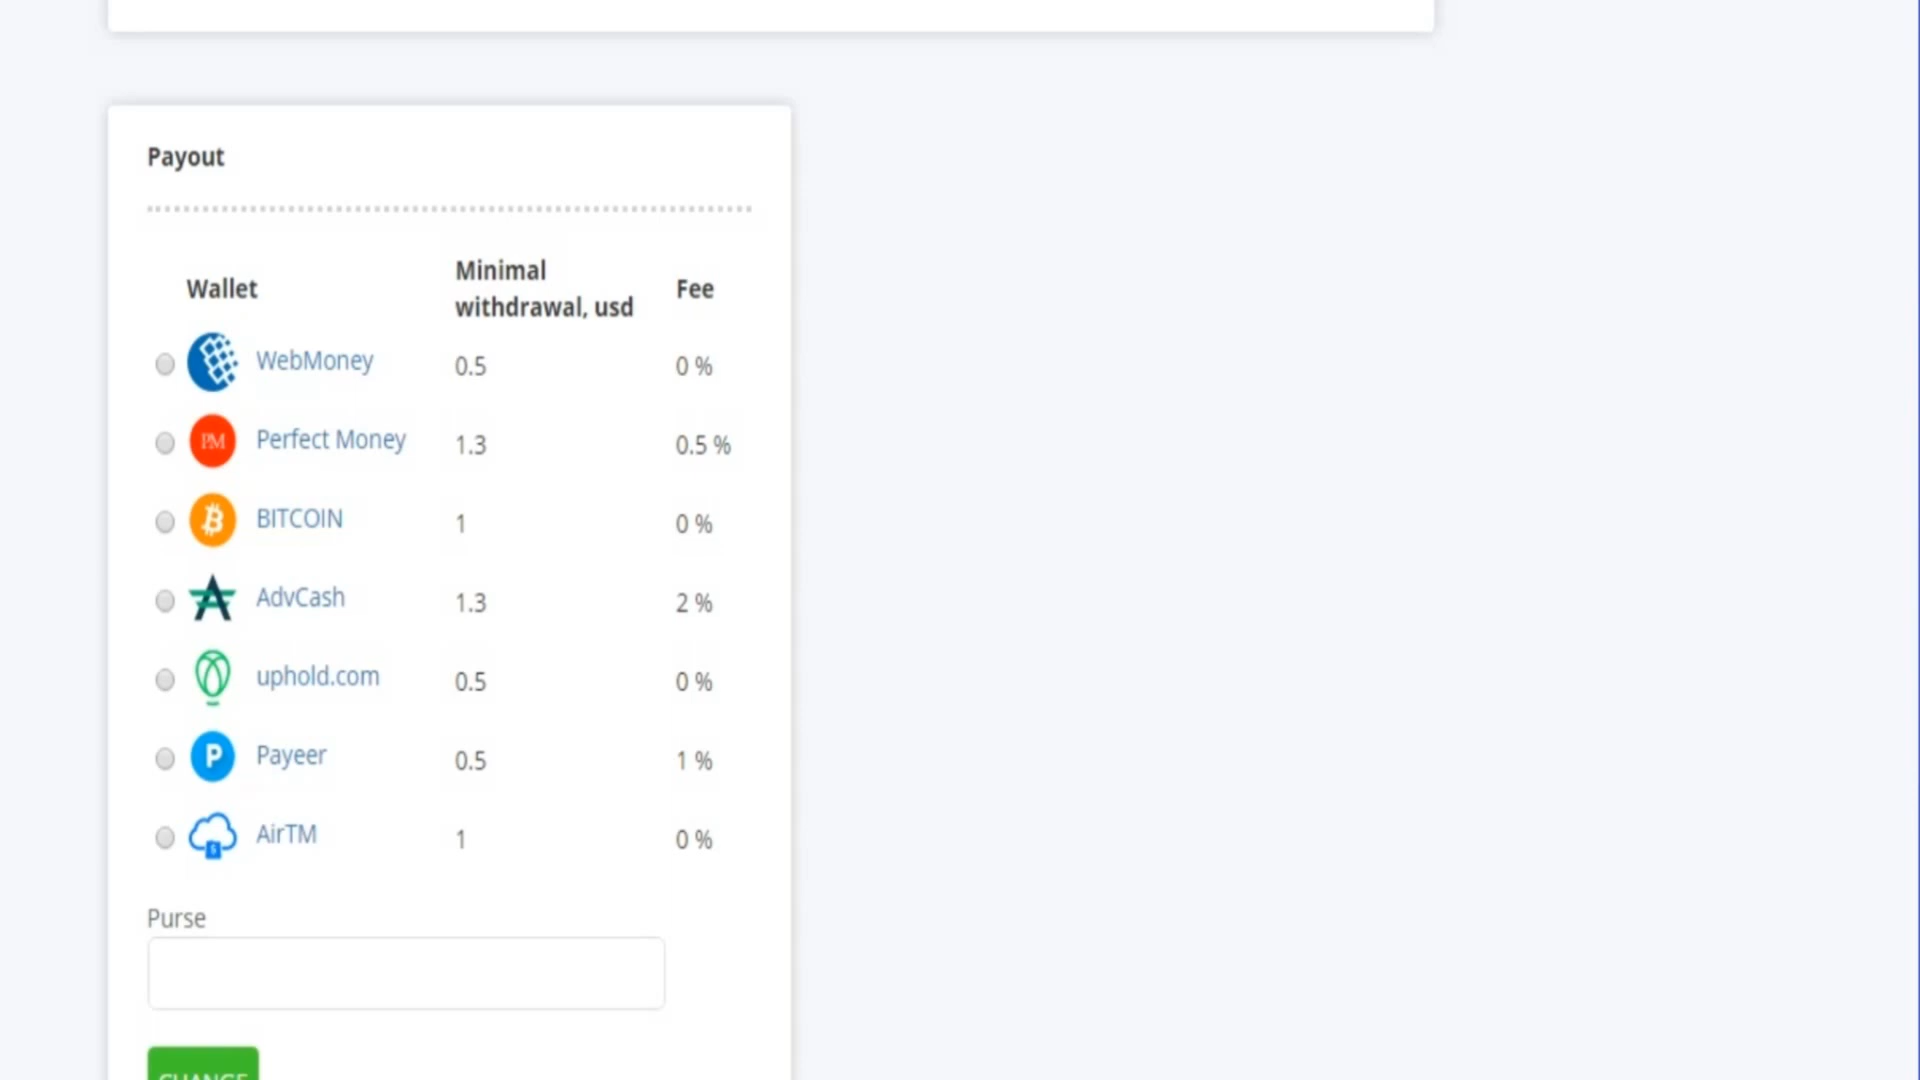 Payout
Wallet Minimal withdrawal, usd Fee
WebMoney 0.5 0 %
PM Perfect Money 1.3 0.5 %
BITCOIN 1 0 %
AdvCash 1.3 2 %
uphold.com 0.5 0 %
P Payeer 0.5 1 %
AirTM 1 0 %
Purse
CHANGE